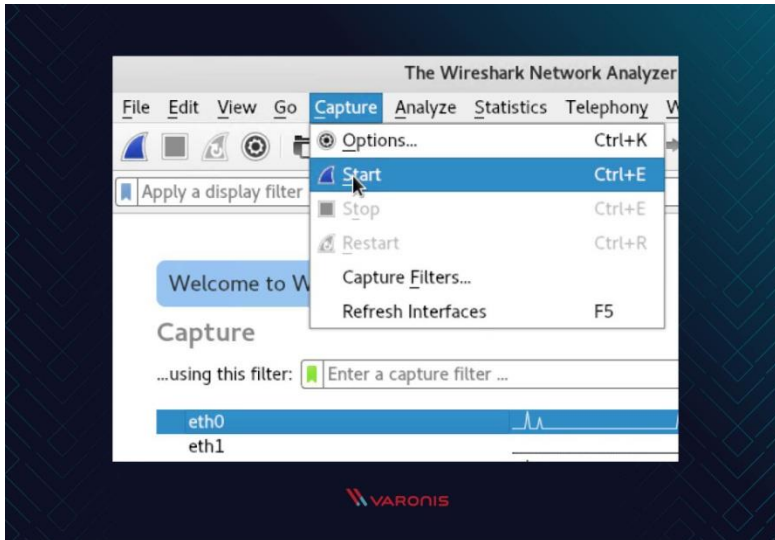 The Wireshark Network Analyzer
File Edit View Go Capture Analyze Statistics Telephony W
Options... Ctrl+K
Start Ctrl+E
Apply a display filter
Stop Ctrl+E
Restart Ctrl+R
Capture Filters...
Welcome to W
Refresh Interfaces F5
Capture
...using this filter: Enter a capture filter ...
eth0
eth1
VARONIS